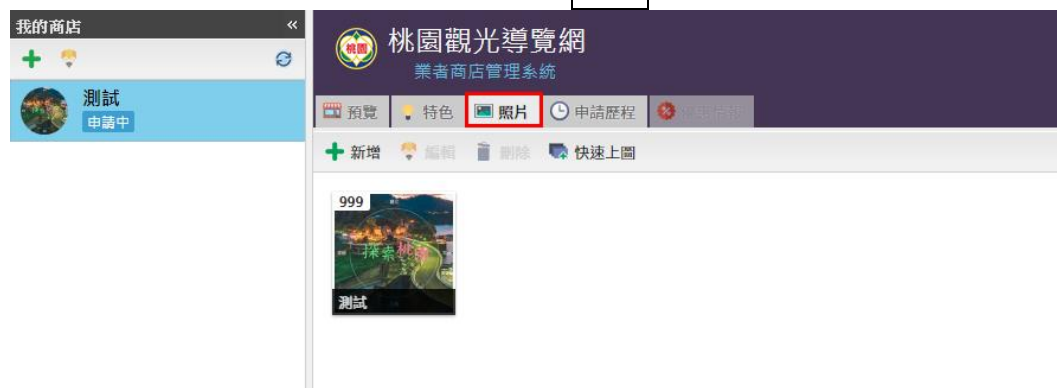 我的商店
測試
申請中
桃園
桃園觀光導覽網
業者商店管理系統
預覽 特色 照片 申請歷程
新增 編輯 刪除 快速上圖
999
探索桃園
測試